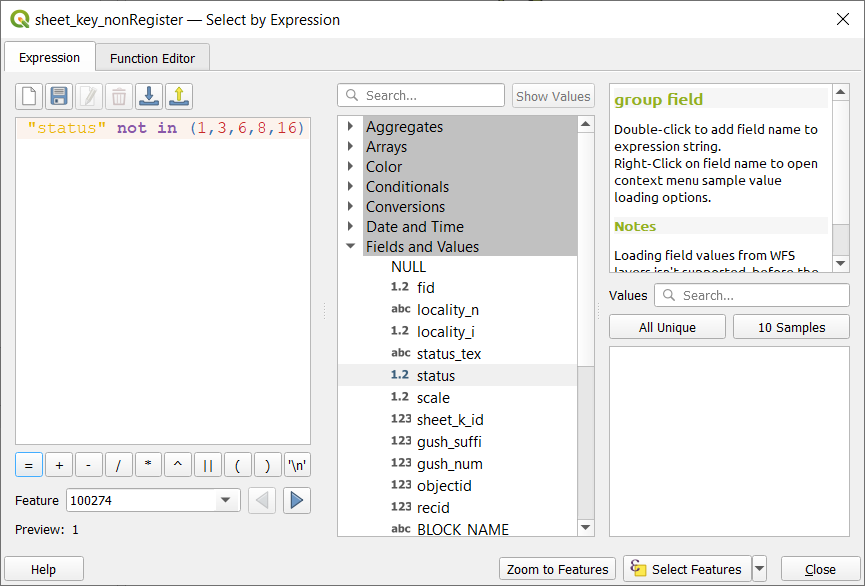 sheet_key_nonRegister — Select by Expression
Expression
Function Editor
Search...
Show Values
"status" not in (1,3,6,8,16)
Aggregates
Arrays
Color
Conditionals
Conversions
Date and Time
Fields and Values
NULL
1.2 fid
abc locality_n
1.2 locality_i
abc status_tex
1.2 status
1.2 scale
123 sheet_k_id
123 gush_suffi
123 gush_num
123 objectid
123 recid
abc BLOCK_NAME
group field
Double-click to add field name to
expression string.
Right-Click on field name to open
context menu sample value
loading options.
Notes
Loading field values from WFS
layers isn't supported, before the
Values
Search...
All Unique
10 Samples
= + - / * ^ || ( ) '\n'
Feature 100274
Preview: 1
Help
Zoom to Features
Select Features
Close